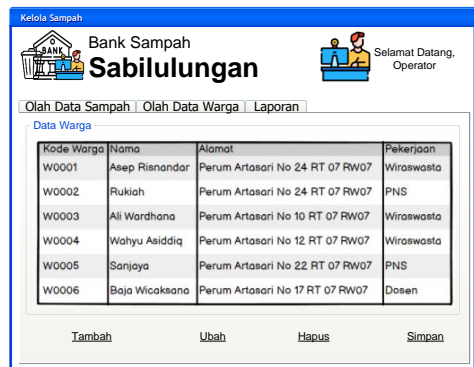 Kelola Sampah
BANK
Bank Sampah
Sabilulungan
Selamat Datang,
Operator
Olah Data Sampah Olah Data Warga Laporan
Data Warga
Kode Warga Nama Alamat Pekerjaan
W0001 Asep Risnandar Perum Artasari No 24 RT 07 RW07 Wiraswasta
W0002 Rukiah Perum Artasari No 24 RT 07 RW07 PNS
W0003 Ali Wardhana Perum Artasari No 10 RT 07 RW07 Wiraswasta
W0004 Wahyu Asiddiq Perum Artasari No 12 RT 07 RW07 Wiraswasta
W0005 Sanjaya Perum Artasari No 22 RT 07 RW07 PNS
W0006 Baja Wicaksana Perum Artasari No 17 RT 07 RW07 Dosen
Tambah Ubah Hapus Simpan